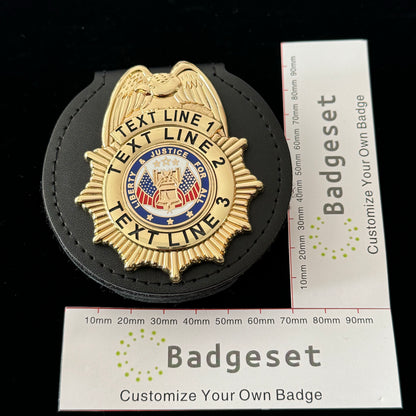 TEXT LINE 1
TEXT LINE 2
LIBERTY & JUSTICE FOR ALL
TEXT LINE 3
10mm 20mm 30mm 40mm 50mm 60mm 70mm 80mm 90mm
Badgeset
Customize Your Own Badge
10mm 20mm 30mm 40mm 50mm 60mm 70mm 80mm 90mm
Badgeset
Customize Your Own Badge